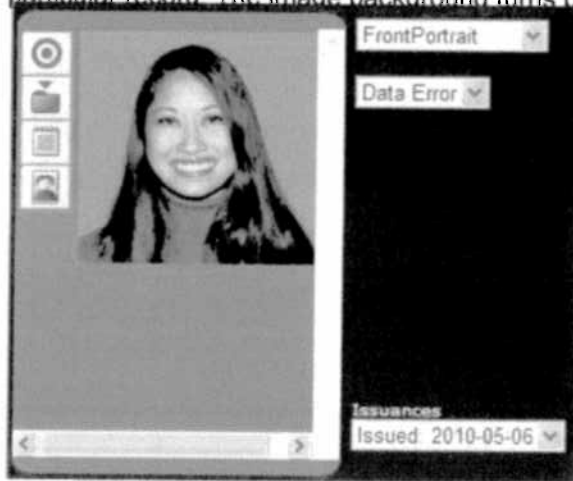 FrontPortrait
Data Error
Issuances
Issued: 2010-05-06